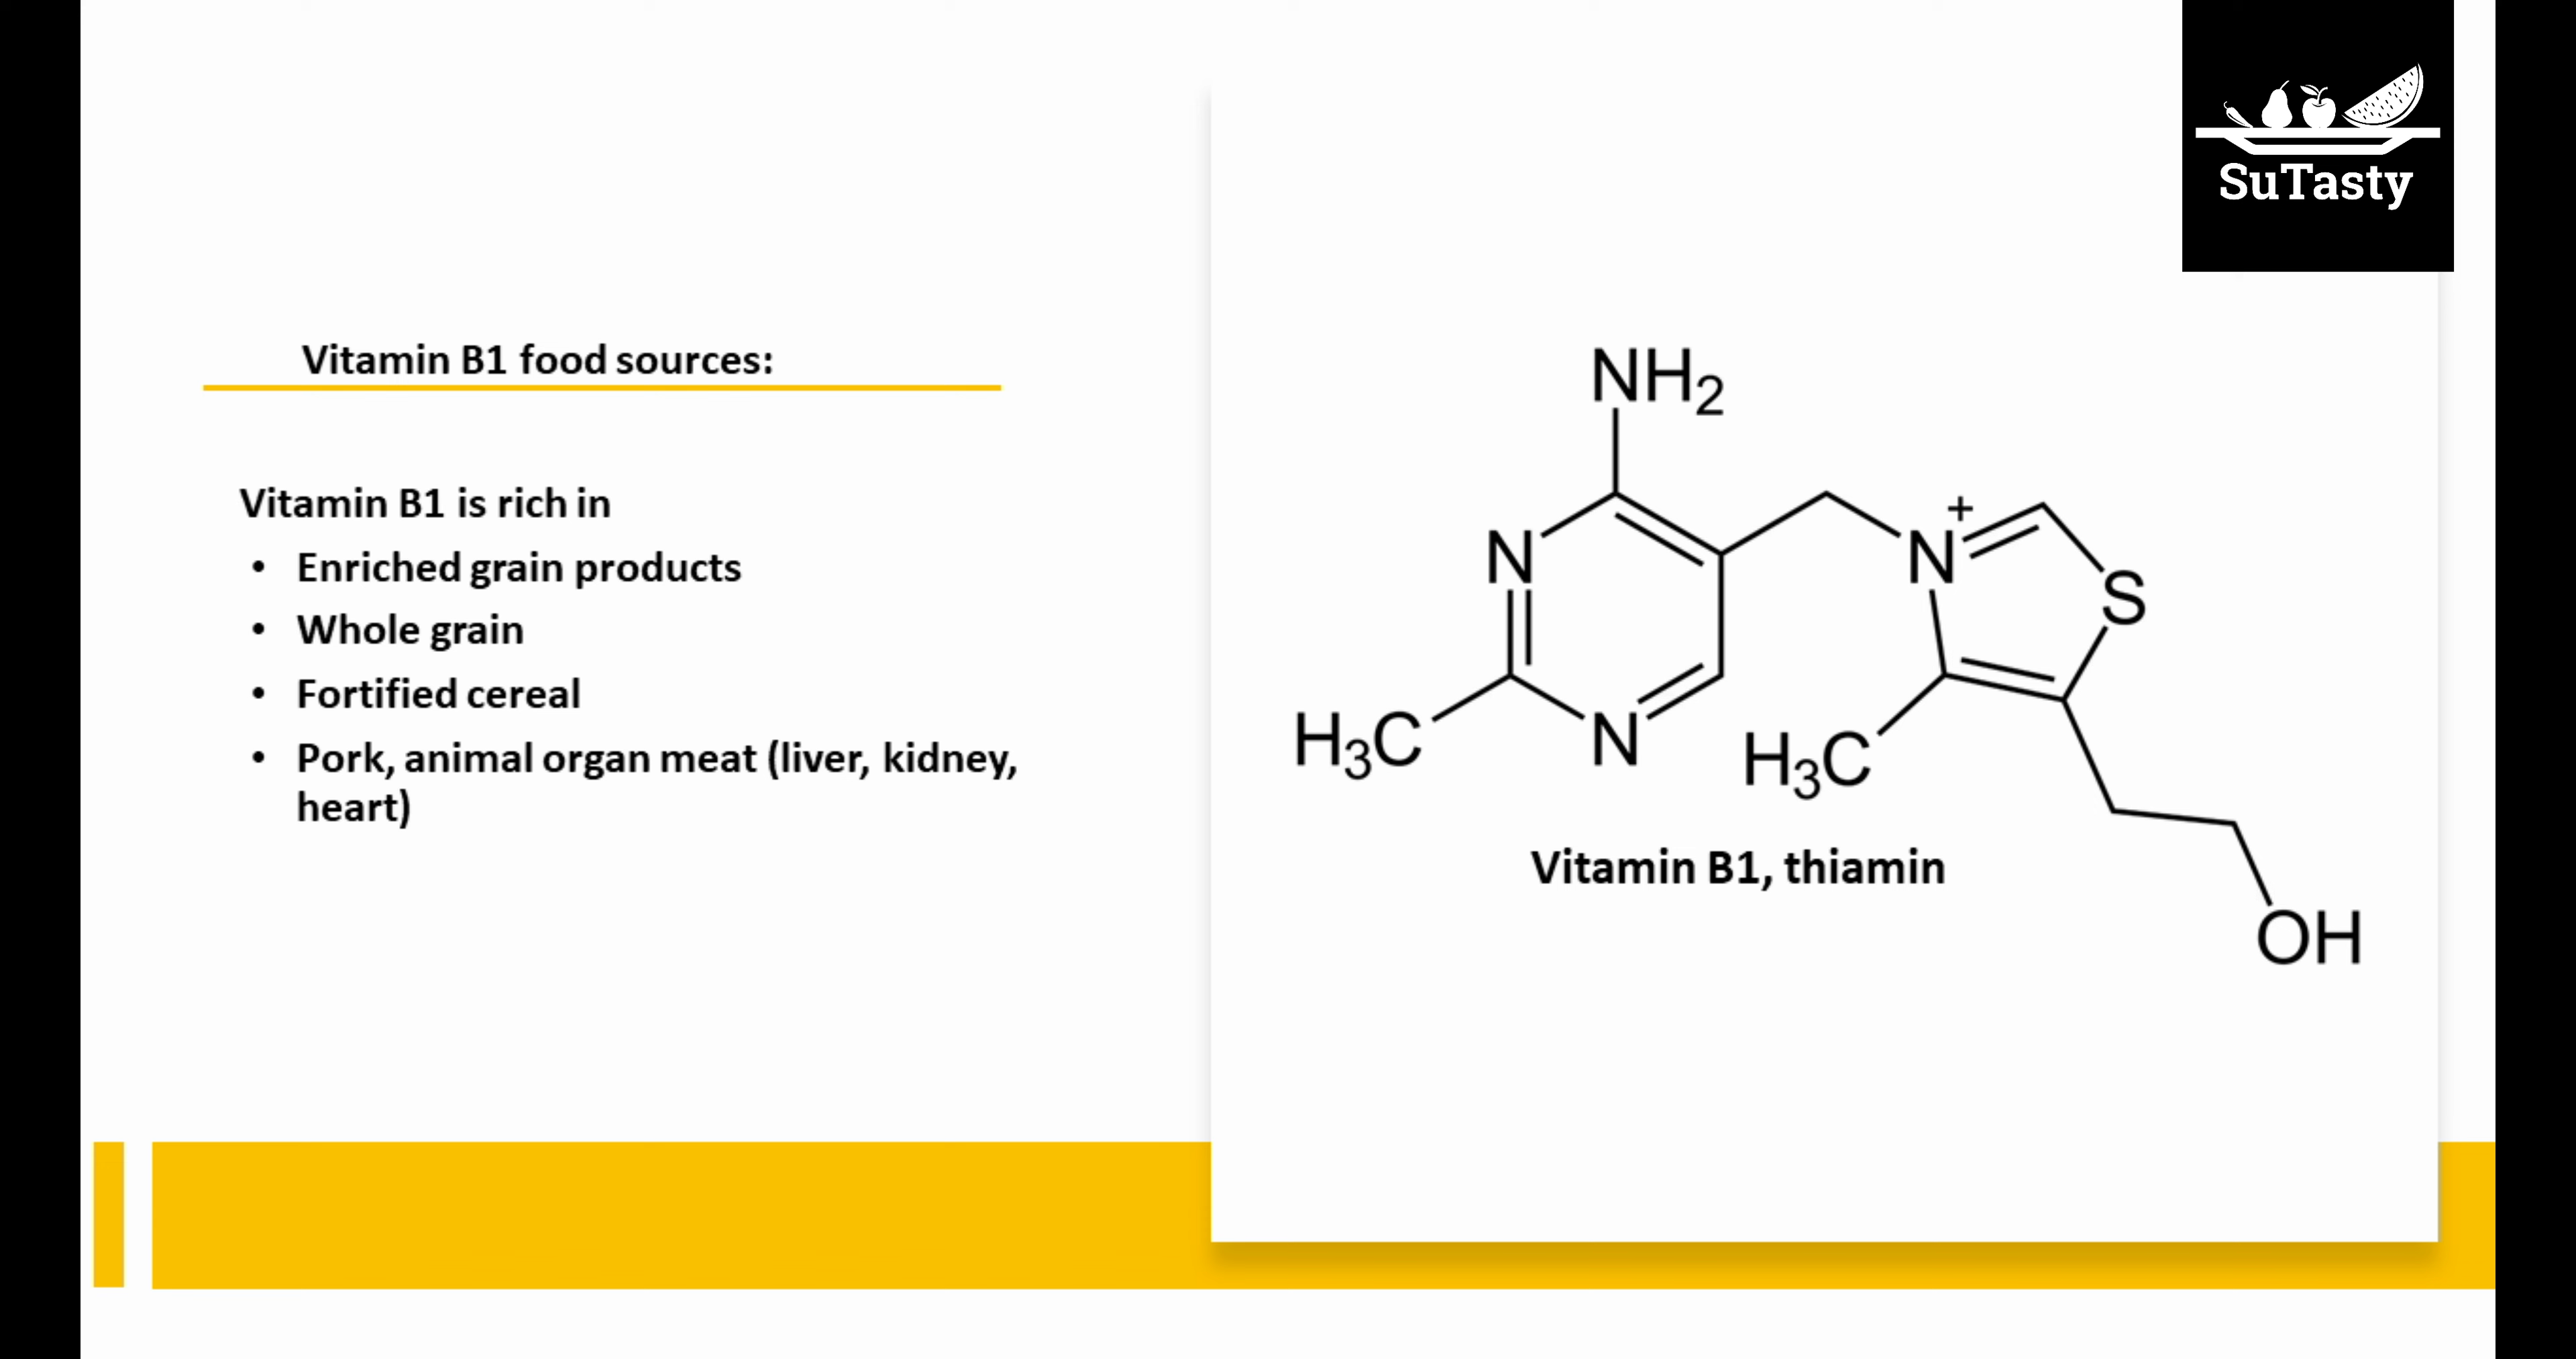 SuTasty
Vitamin B1 food sources:
Vitamin B1 is rich in
• Enriched grain products
• Whole grain
• Fortified cereal
• Pork, animal organ meat (liver, kidney,
heart)
NH2
N
N
H3C
N
+
S
H3C
OH
Vitamin B1, thiamin